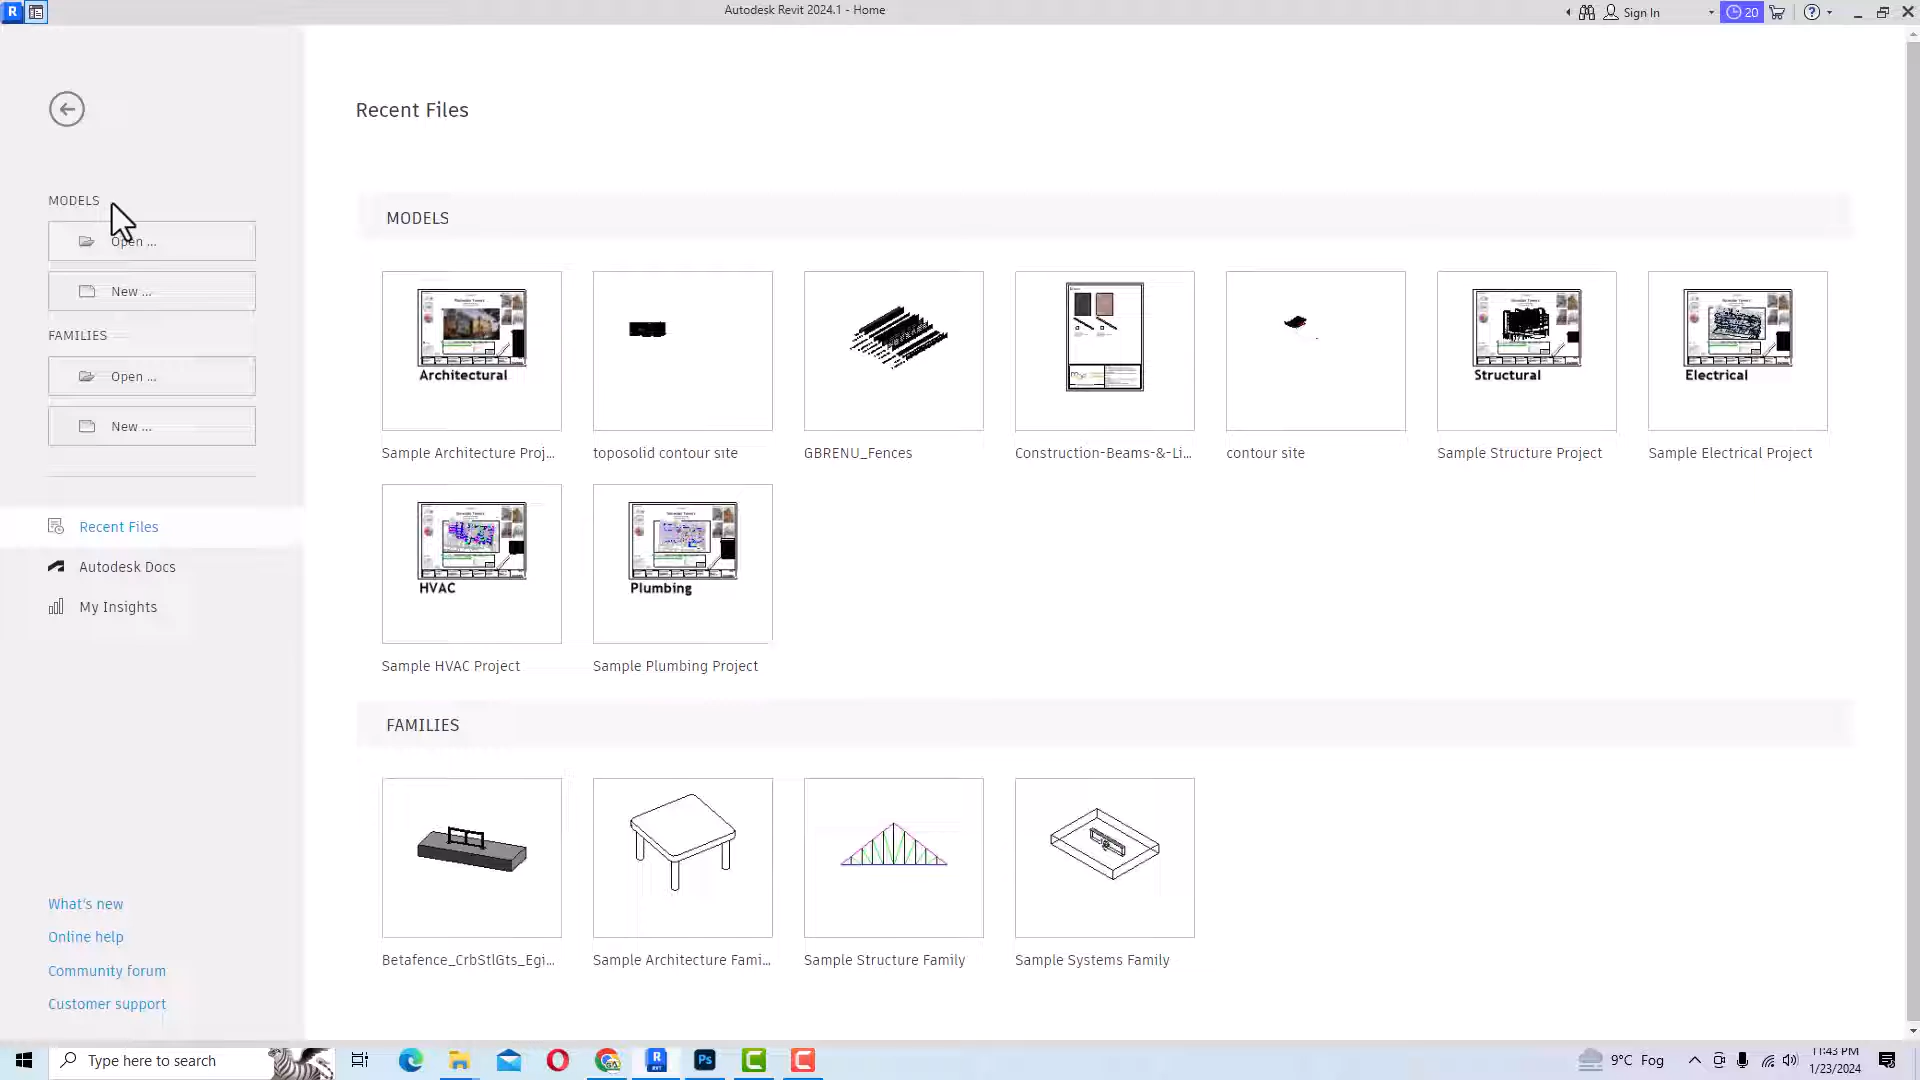 Autodesk Revit 2024.1 - Home
Sign In
20
Recent Files
MODELS
Open ...
New ...
FAMILIES
Open ...
New ...
Recent Files
Autodesk Docs
My Insights
What's new
Online help
Community forum
Customer support
MODELS
Architectural
Structural
Electrical
Sample Architecture Proj...
toposolid contour site
GBRENU_Fences
Construction-Beams-&-Li...
contour site
Sample Structure Project
Sample Electrical Project
HVAC
Plumbing
Sample HVAC Project
Sample Plumbing Project
FAMILIES
Betafence_CrbStlGts_Egi...
Sample Architecture Fami...
Sample Structure Family
Sample Systems Family
Type here to search
9°C Fog
11:43 PM
1/23/2024